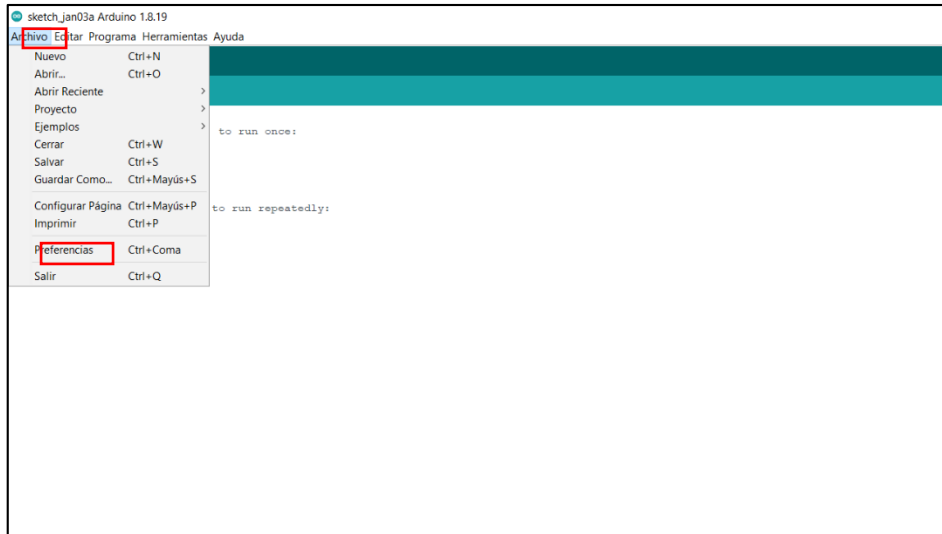 sketch_jan03a Arduino 1.8.19
Archivo Editar Programa Herramientas Ayuda
Nuevo Ctrl+N
Abrir... Ctrl+O
Abrir Reciente >
Proyecto >
Ejemplos >
to run once:
Cerrar Ctrl+W
Salvar Ctrl+S
Guardar Como... Ctrl+Mayús+S
Configurar Página Ctrl+Mayús+P
to run repeatedly:
Imprimir Ctrl+P
Preferencias Ctrl+Coma
Salir Ctrl+Q